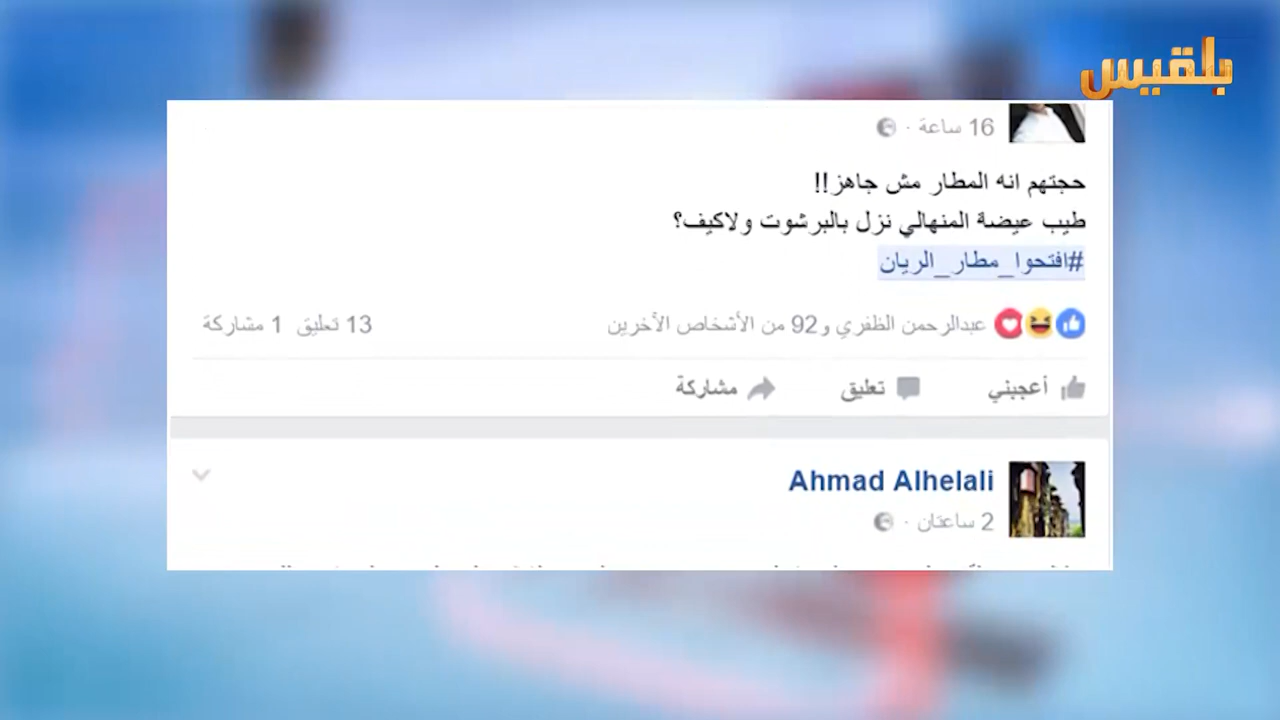 بلقيس
16 ساعة ·
حجتهم انه المطار مش جاهز!!
طيب عيضة المنهالي نزل بالبرشوت ولاكيف؟
#افتحوا_مطار_الريان
عبدالرحمن الظفري و92 من الأشخاص الآخرين 13 تعليق 1 مشاركة
أعجبني تعليق مشاركة
Ahmad Alhelali
2 ساعتان ·